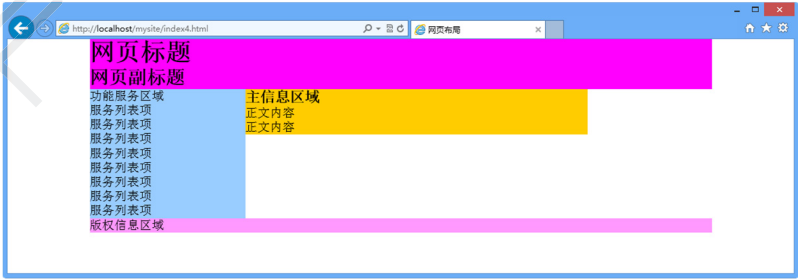 http://localhost/mysite/index4.html
网页布局
网页标题
网页副标题
功能服务区域
服务列表项
服务列表项
服务列表项
服务列表项
服务列表项
服务列表项
服务列表项
服务列表项
主信息区域
正文内容
正文内容
版权信息区域